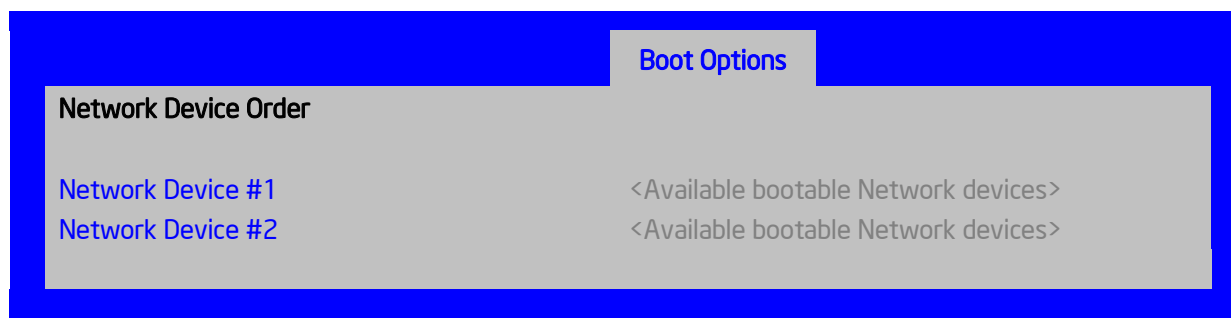 Boot Options
Network Device Order
Network Device #1 <Available bootable Network devices>
Network Device #2 <Available bootable Network devices>